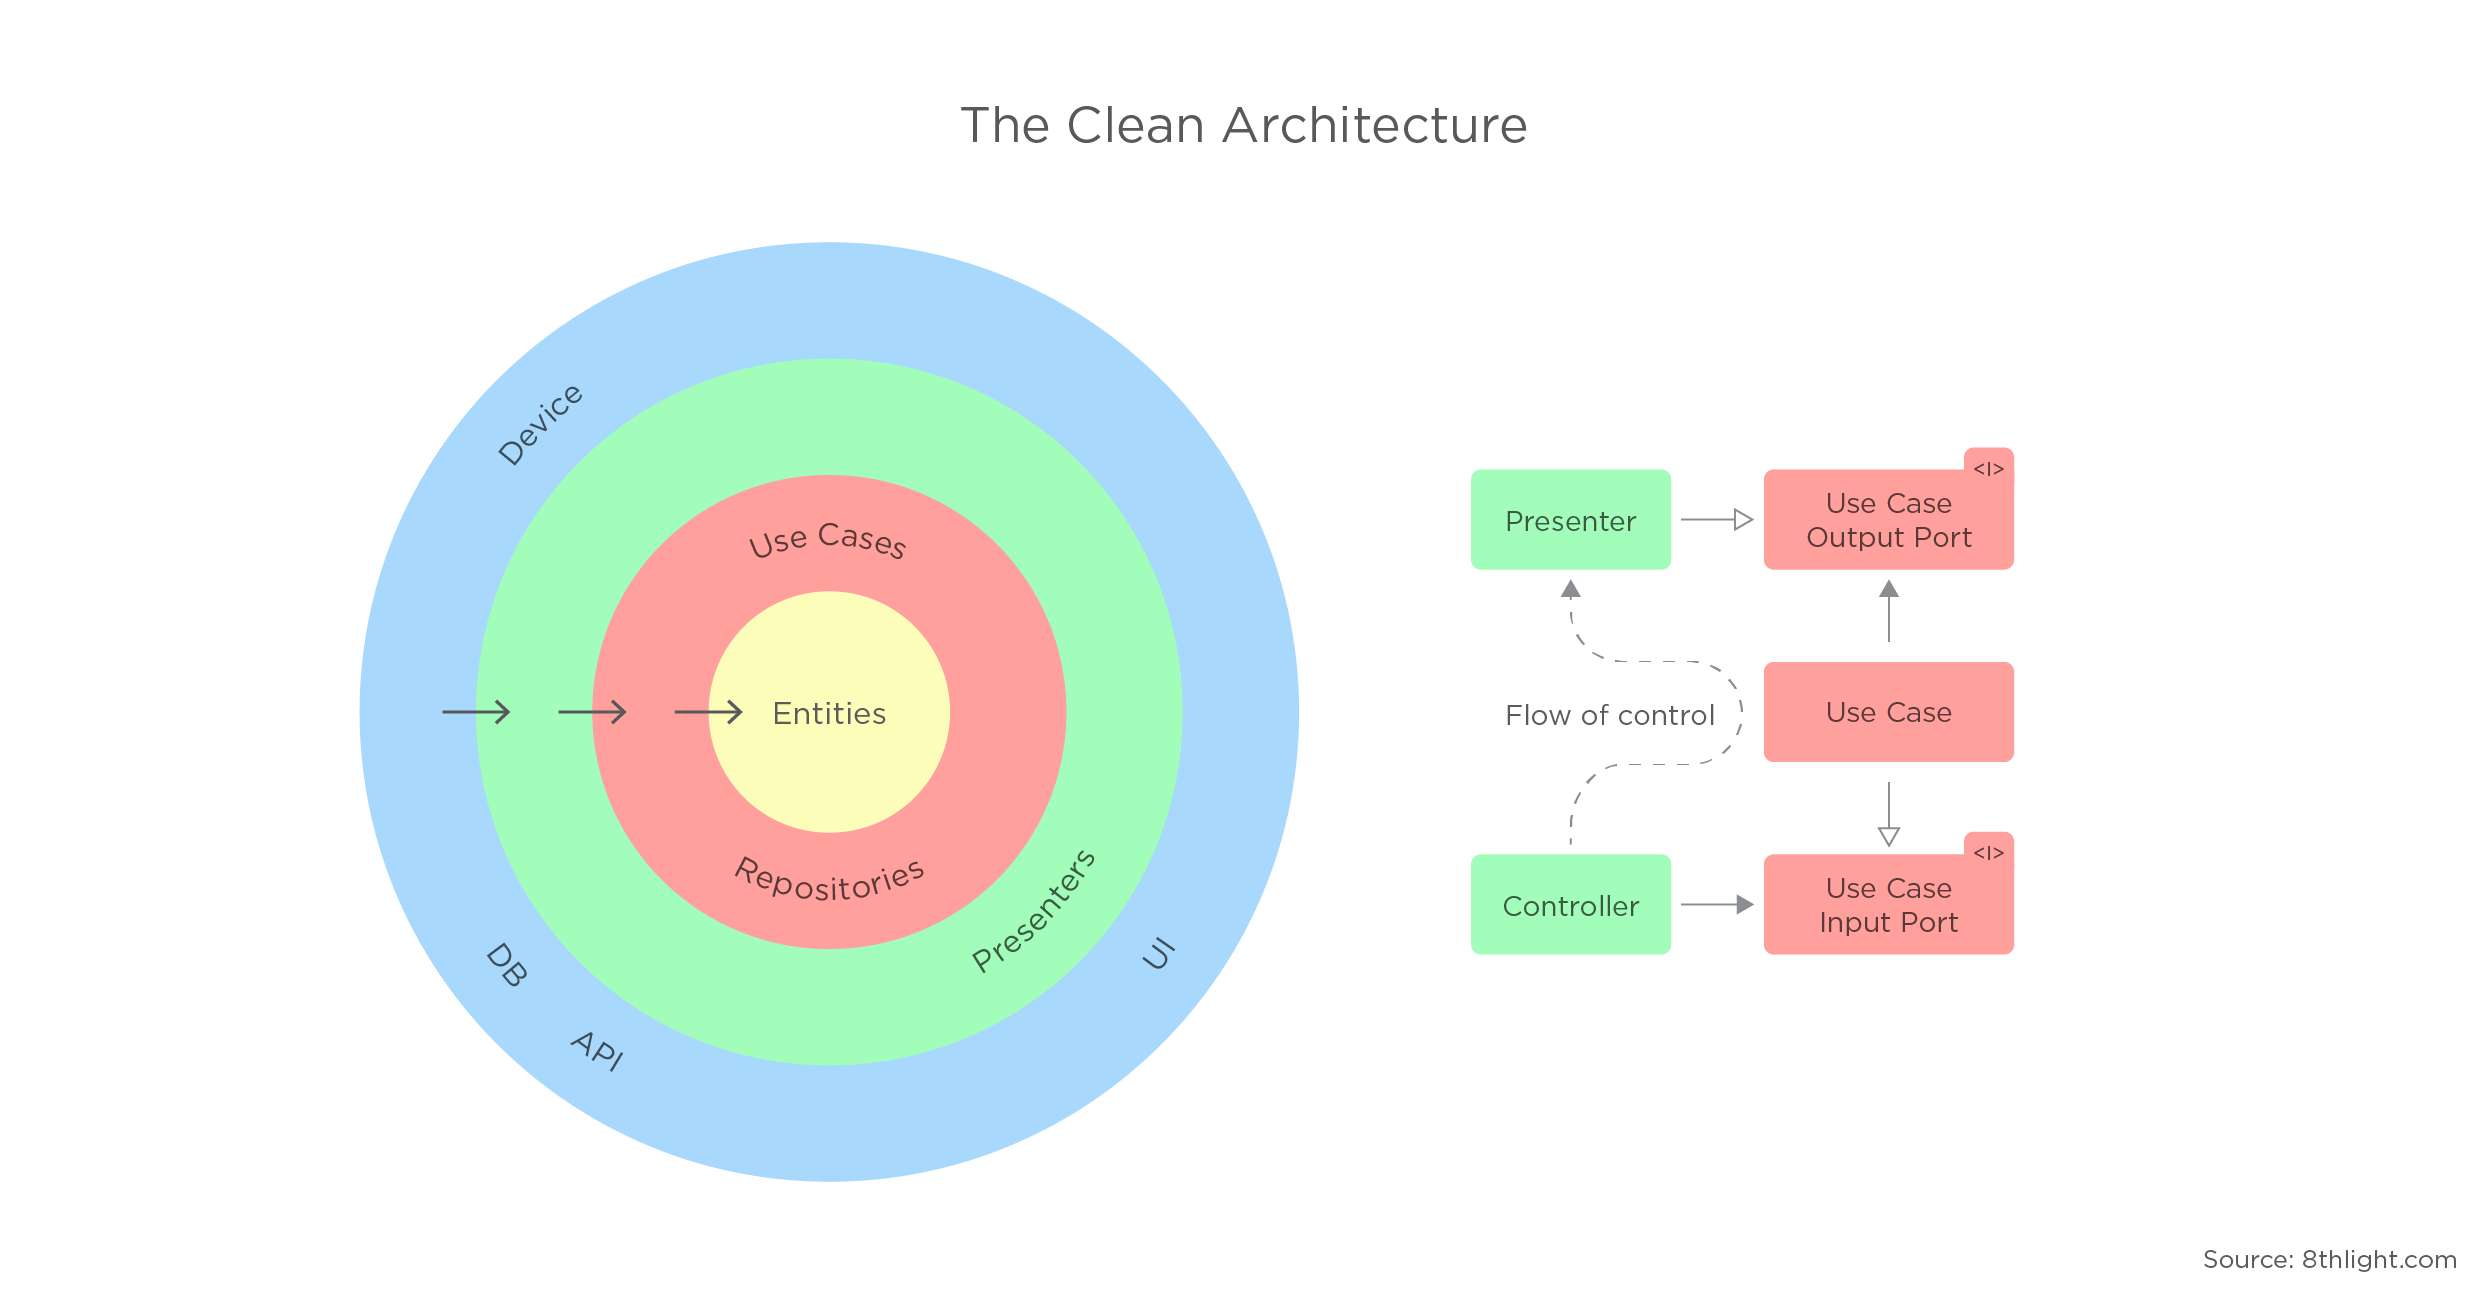 The Clean Architecture
Device
Use Cases
Entities
Repositories
Presenters
DB
API
UI
Presenter
<I>
Use Case
Output Port
Flow of control
Use Case
Controller
<I>
Use Case
Input Port
Source: 8thlight.com